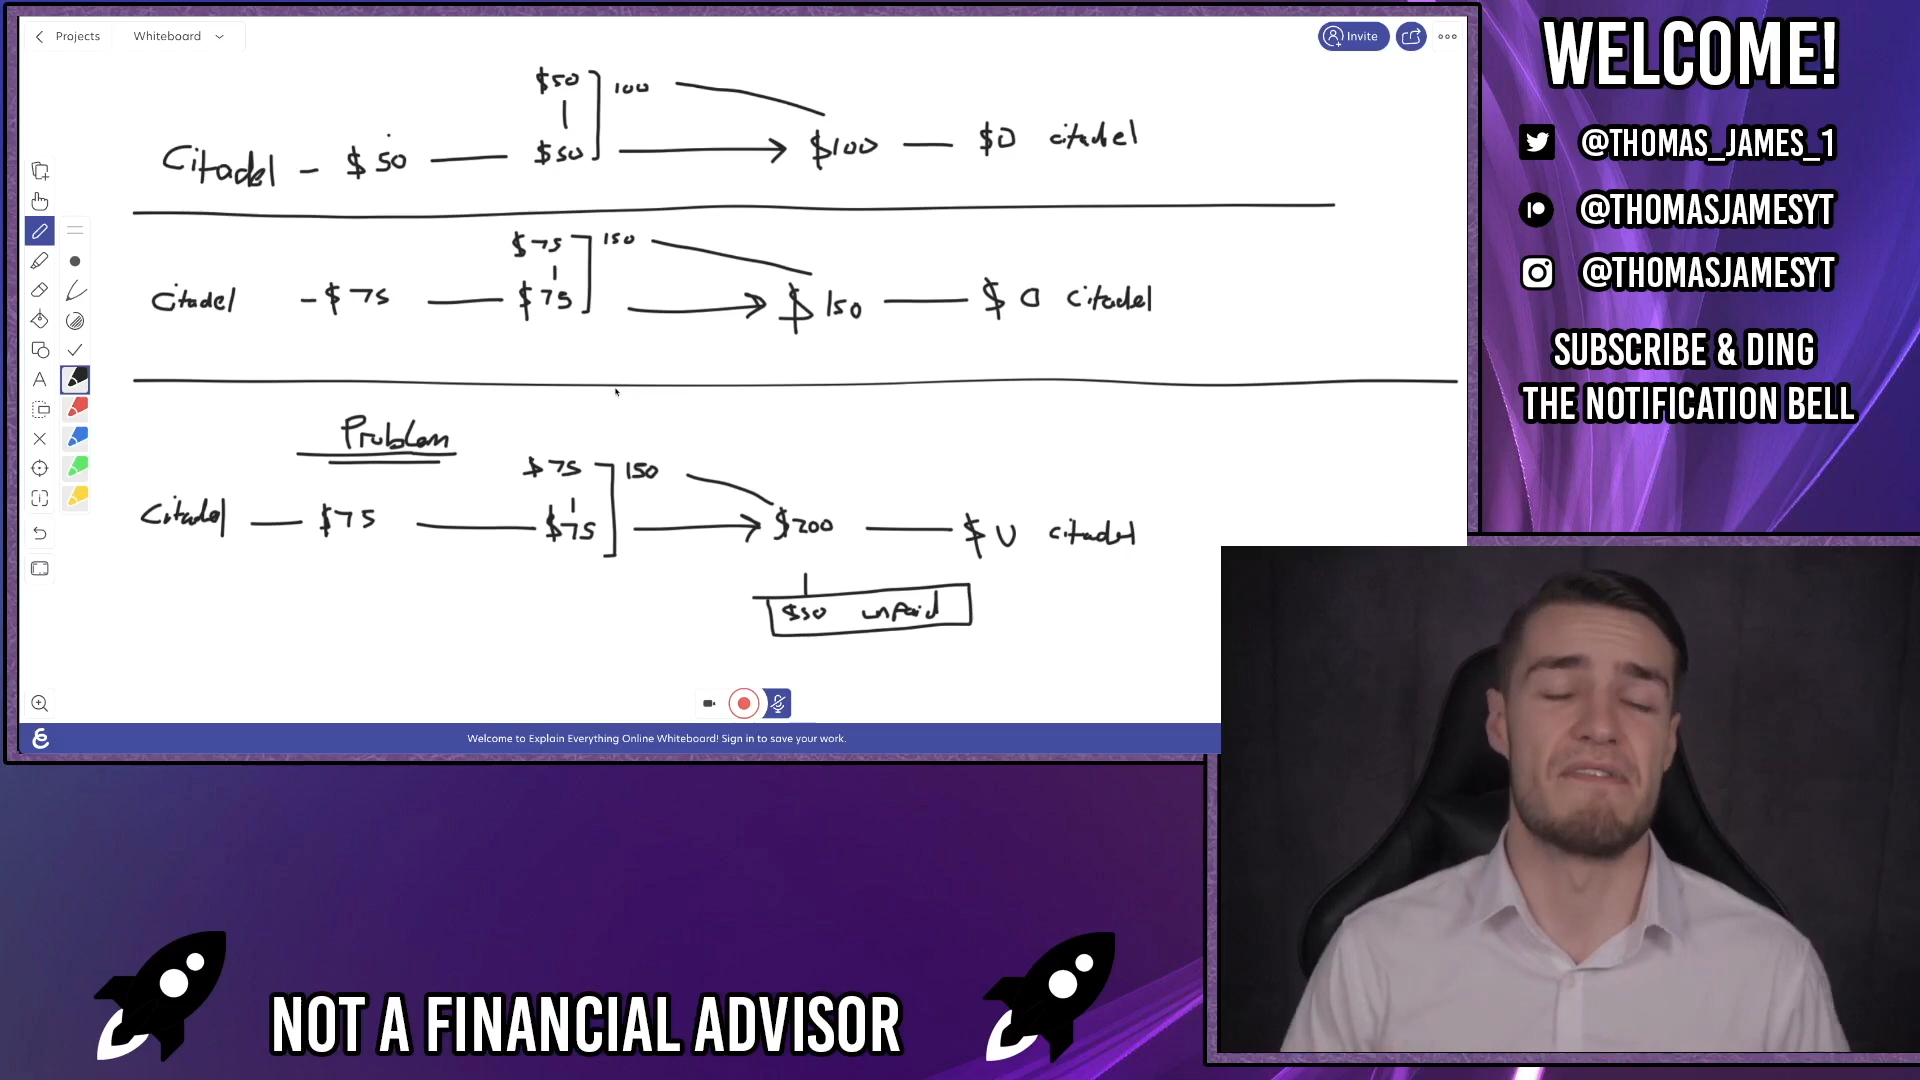 Projects
Whiteboard
Invite
$50
100
Citadel - $50
$50
$100
$0 citadel
$75
150
Citadel
- $75
$75
$150
$0 citadel
Problem
$75
150
Citadel
$75
$75
$200
$0 citadel
$50 unpaid
A
Welcome to Explain Everything Online Whiteboard! Sign in to save your work.
WELCOME!
@THOMAS_JAMES_1
@THOMASJAMESYT
@THOMASJAMESYT
SUBSCRIBE & DING
THE NOTIFICATION BELL
NOT A FINANCIAL ADVISOR